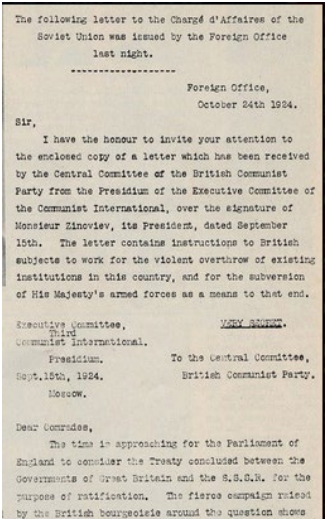 The following letter to the Chargé d'Affaires of the
Soviet Union was issued by the Foreign Office
last night.
-------------------
Foreign Office,
October 24th 1924.
Sir,
I have the honour to invite your attention to
the enclosed copy of a letter which has been received
by the Central Committee of the British Communist
Party from the Presidium of the Executive Committee of
the Communist International, over the signature of
Monsieur Zinoviev, its President, dated September
15th. The letter contains instructions to British
subjects to work for the violent overthrow of existing
institutions in this country, and for the subversion
of His Majesty's armed forces as a means to that end.
Executive Committee, VERY SECRET.
Third
Communist International.
Presidium. To the Central Committee,
Sept.15th, 1924. British Communist Party.
Moscow.
Dear Comrades,
The time is approaching for the Parliament of
England to consider the Treaty concluded between the
Governments of Great Britain and the S.S.S.R. for the
purpose of ratification. The fierce campaign raised
by the British bourgeoisie around the question shows